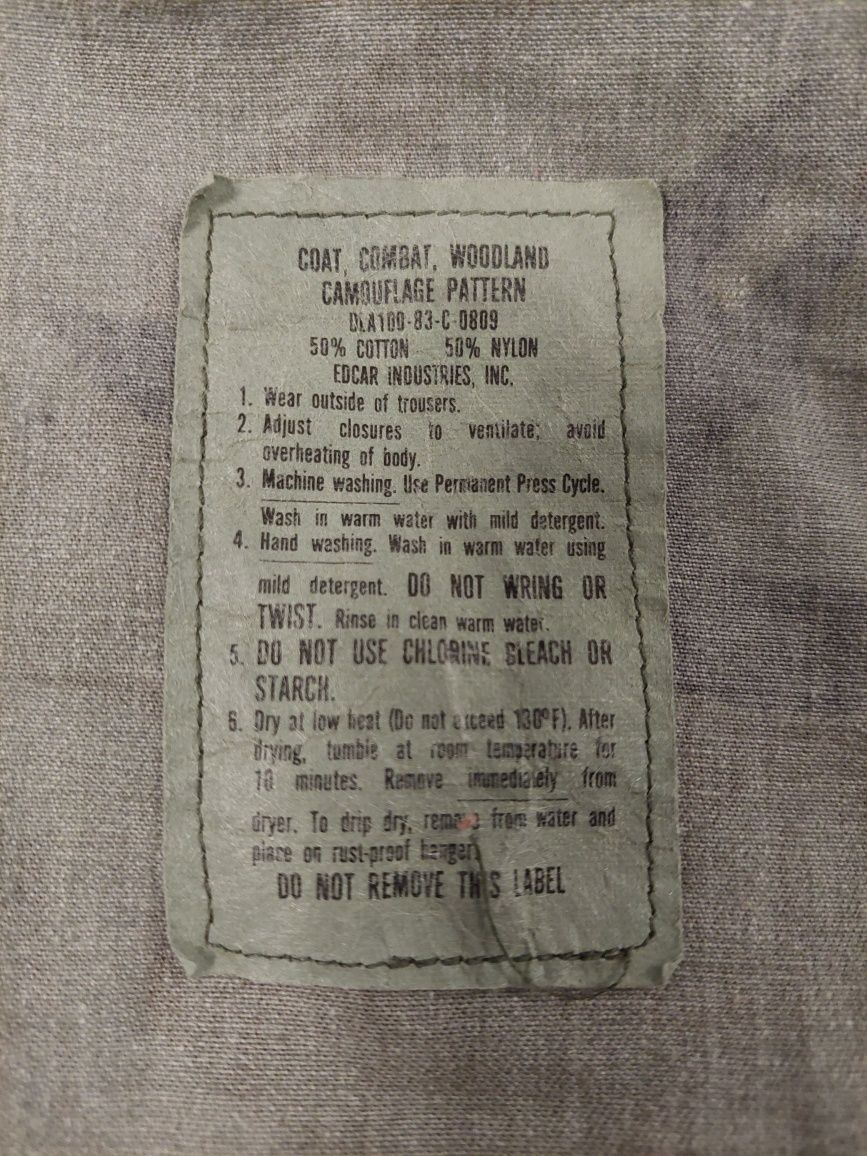 COAT, COMBAT, WOODLAND
CAMOUFLAGE PATTERN
DLA100-83-C-0809
50% COTTON 50% NYLON
EDCAR INDUSTRIES, INC.
1. Wear outside of trousers.
2. Adjust closures to ventilate; avoid
overheating of body.
3. Machine washing. Use Permanent Press Cycle.
Wash in warm water with mild detergent.
4. Hand washing. Wash in warm water using
mild detergent. DO NOT WRING OR
TWIST. Rinse in clean warm water.
5. DO NOT USE CHLORINE BLEACH OR
STARCH.
6. Dry at low heat (Do not exceed 130°F). After
drying, tumble at room temperature for
10 minutes. Remove immediately from
dryer. To drip dry, remove from water and
place on rust-proof hanger.
DO NOT REMOVE THIS LABEL